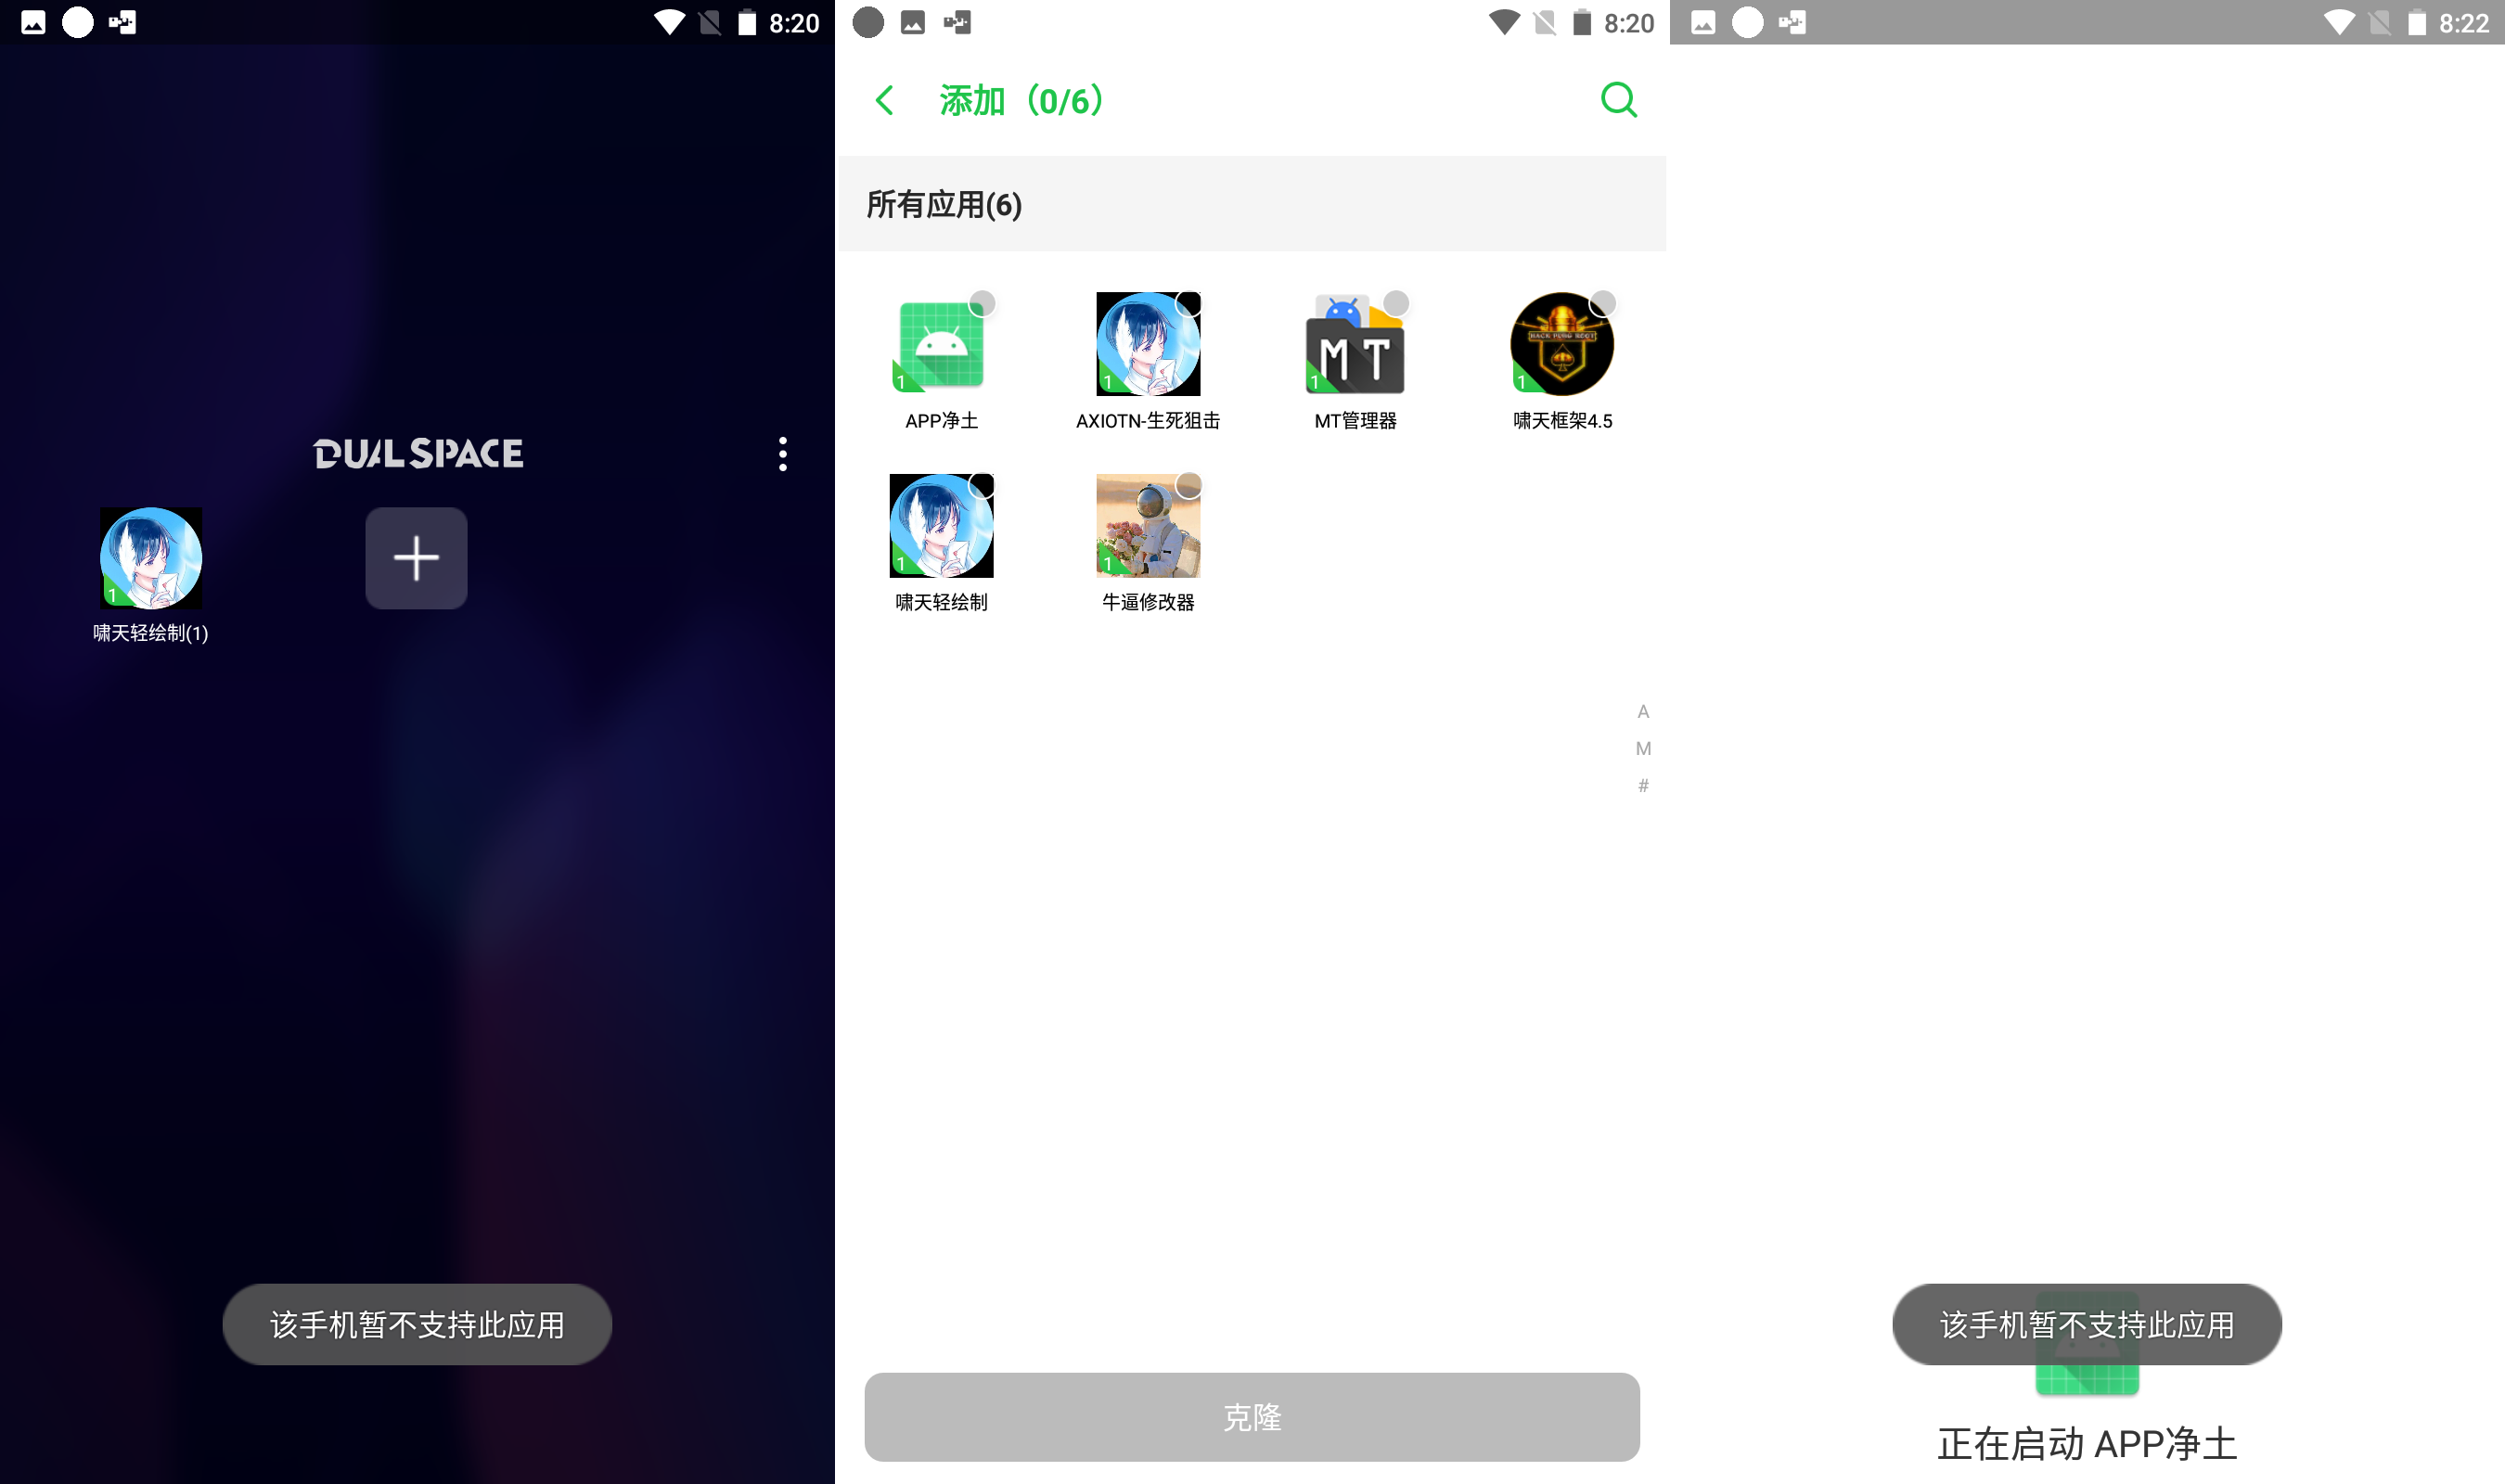 8:20
DUAL SPACE
1
啸天轻绘制(1)
该手机暂不支持此应用
8:20
添加（0/6）
所有应用(6)
1
1
MT
1
HACK PUBG BEST
1
APP净土
AXIOTN-生死狙击
MT管理器
啸天框架4.5
1
1
啸天轻绘制
牛逼修改器
A
M
#
克隆
8:22
该手机暂不支持此应用
正在启动 APP净土